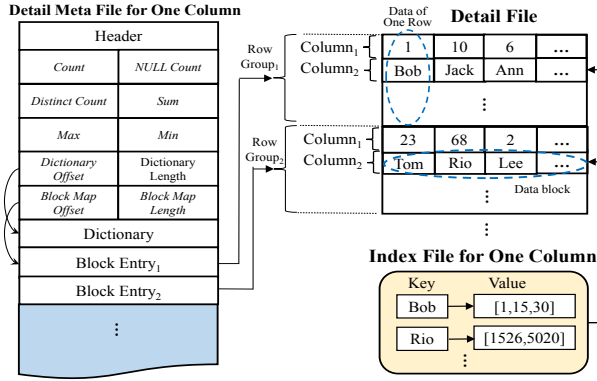 Detail Meta File for One Column
Header
Count NULL Count
Distinct Count Sum
Max Min
Dictionary Offset Dictionary Length
Block Map Offset Block Map Length
Dictionary
Block Entry1
Block Entry2
⋮
Data of
One Row
Detail File
Row
Group1
Column1 1 10 6 ...
Column2 Bob Jack Ann ...
⋮
Row
Group2
Column1 23 68 2 ...
Column2 Tom Rio Lee ...
Data block
⋮
⋮
Index File for One Column
Key Value
Bob [1,15,30]
Rio [1526,5020]
⋮